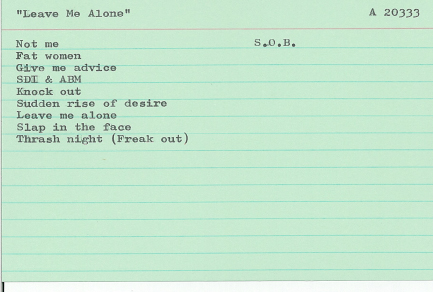 "Leave Me Alone" A 20333
Not me S.O.B.
Fat women
Give me advice
SDI & ABM
Knock out
Sudden rise of desire
Leave me alone
Slap in the face
Thrash night (Freak out)